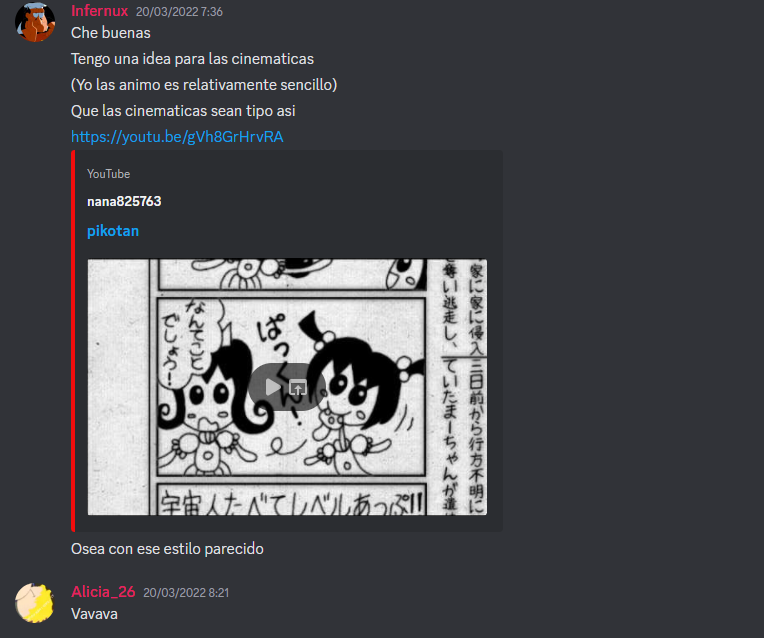 Infernux 20/03/2022 7:36
Che buenas
Tengo una idea para las cinematicas
(Yo las animo es relativamente sencillo)
Que las cinematicas sean tipo asi
https://youtu.be/gVh8GrHrvRA
YouTube
nana825763
pikotan
なんてこと
でしょう!
ぱっくん!
宇宙人たべてレベルあっぷ!!
家に家に侵入
を奪い逃走し、
三日前から行方不明に
ていたまーちゃんが遺
Osea con ese estilo parecido
Alicia_26 20/03/2022 8:21
Vavava